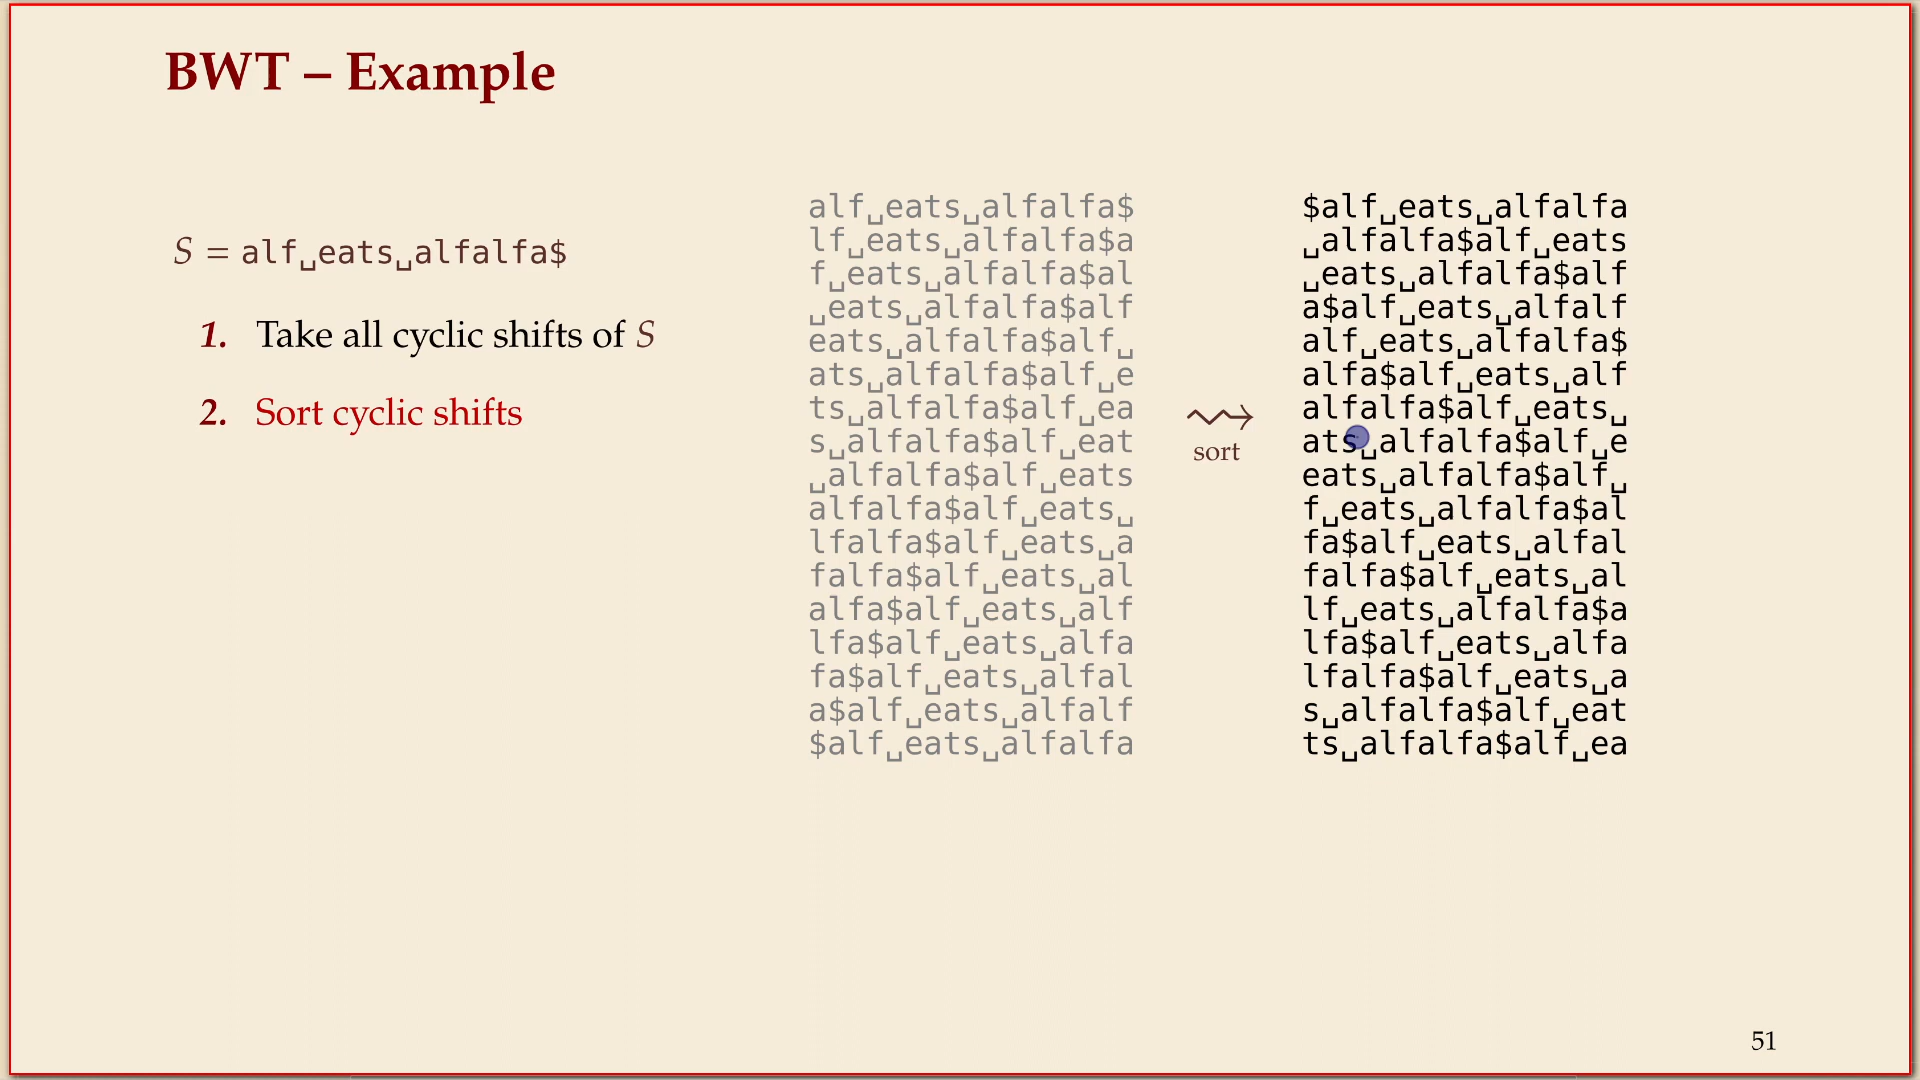 BWT – Example
S = alf␣eats␣alfalfa$
1. Take all cyclic shifts of S
2. Sort cyclic shifts
alf␣eats␣alfalfa$
lf␣eats␣alfalfa$a
f␣eats␣alfalfa$al
␣eats␣alfalfa$alf
eats␣alfalfa$alf␣
ats␣alfalfa$alf␣e
ts␣alfalfa$alf␣ea
s␣alfalfa$alf␣eat
␣alfalfa$alf␣eats
alfalfa$alf␣eats␣
lfalfa$alf␣eats␣a
falfa$alf␣eats␣al
alfa$alf␣eats␣alf
lfa$alf␣eats␣alfa
fa$alf␣eats␣alfal
a$alf␣eats␣alfalf
$alf␣eats␣alfalfa
sort
$alf␣eats␣alfalfa
␣alfalfa$alf␣eats
␣eats␣alfalfa$alf
a$alf␣eats␣alfalf
alf␣eats␣alfalfa$
alfa$alf␣eats␣alf
alfalfa$alf␣eats␣
ats␣alfalfa$alf␣e
eats␣alfalfa$alf␣
f␣eats␣alfalfa$al
fa$alf␣eats␣alfal
falfa$alf␣eats␣al
lf␣eats␣alfalfa$a
lfa$alf␣eats␣alfa
lfalfa$alf␣eats␣a
s␣alfalfa$alf␣eat
ts␣alfalfa$alf␣ea
51